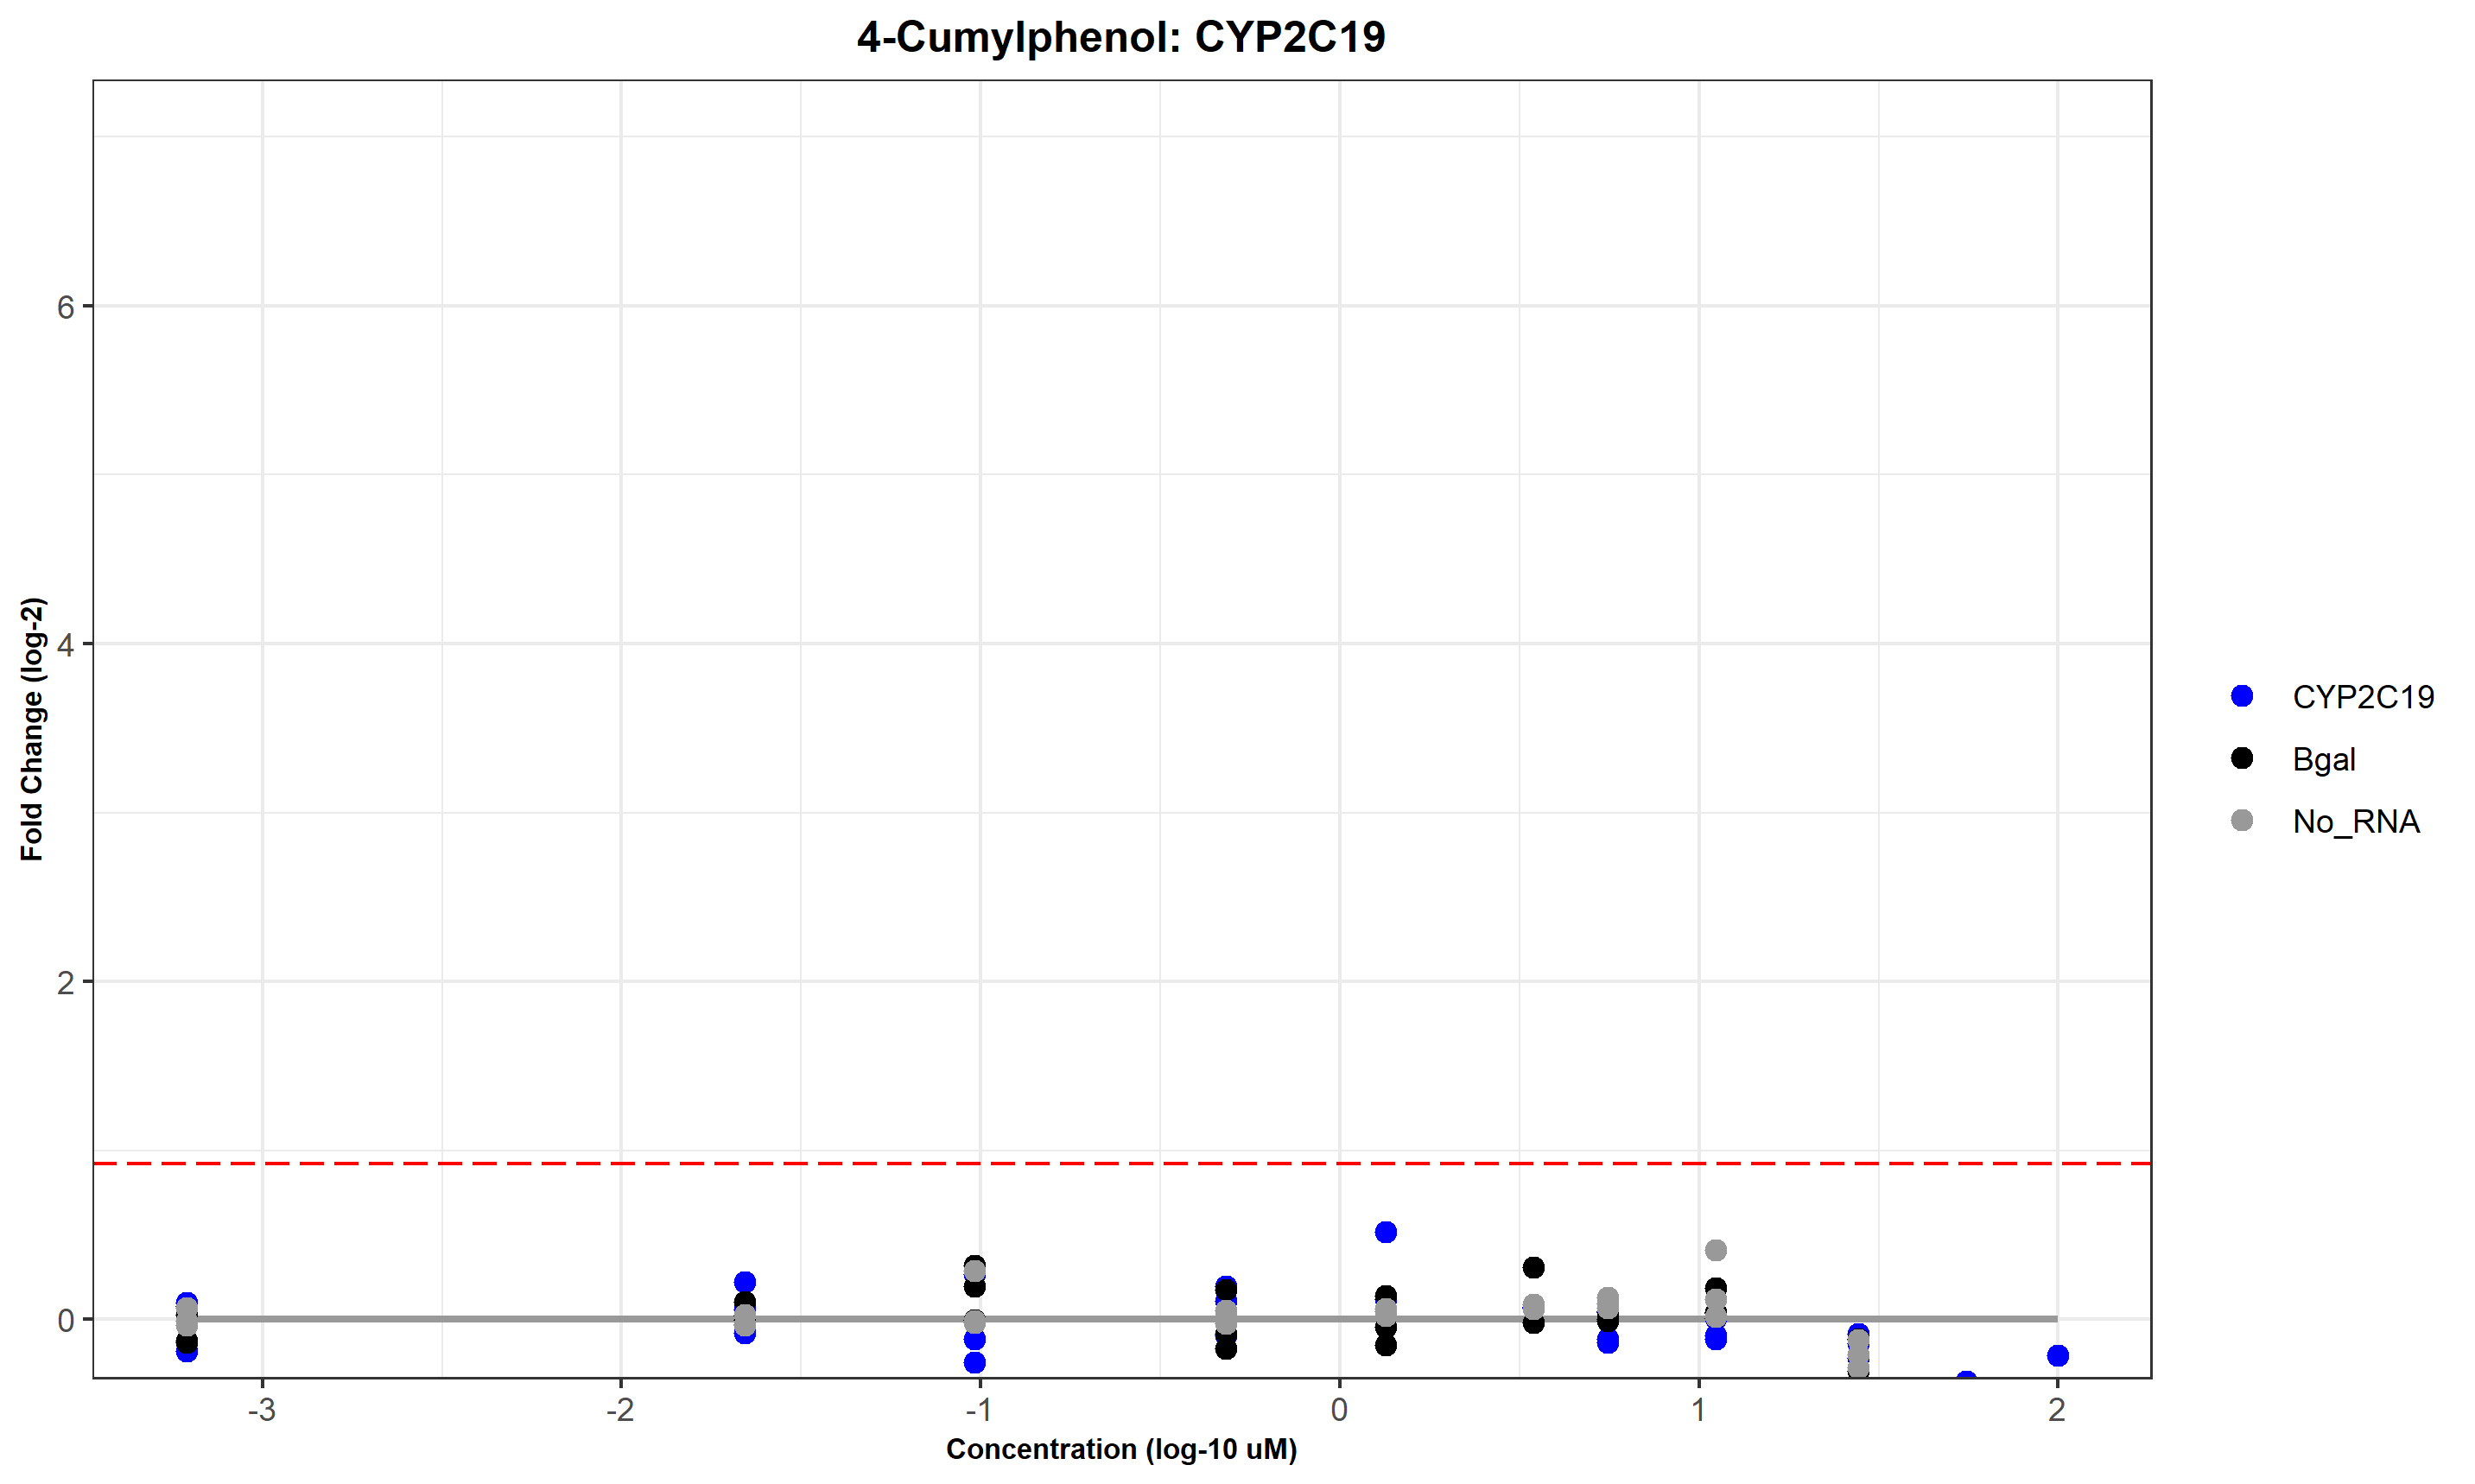 4-Cumylphenol: CYP2C19
Fold Change (log-2)
6
4
2
0
-3
-2
-1
0
1
2
Concentration (log-10 uM)
CYP2C19
Bgal
No_RNA